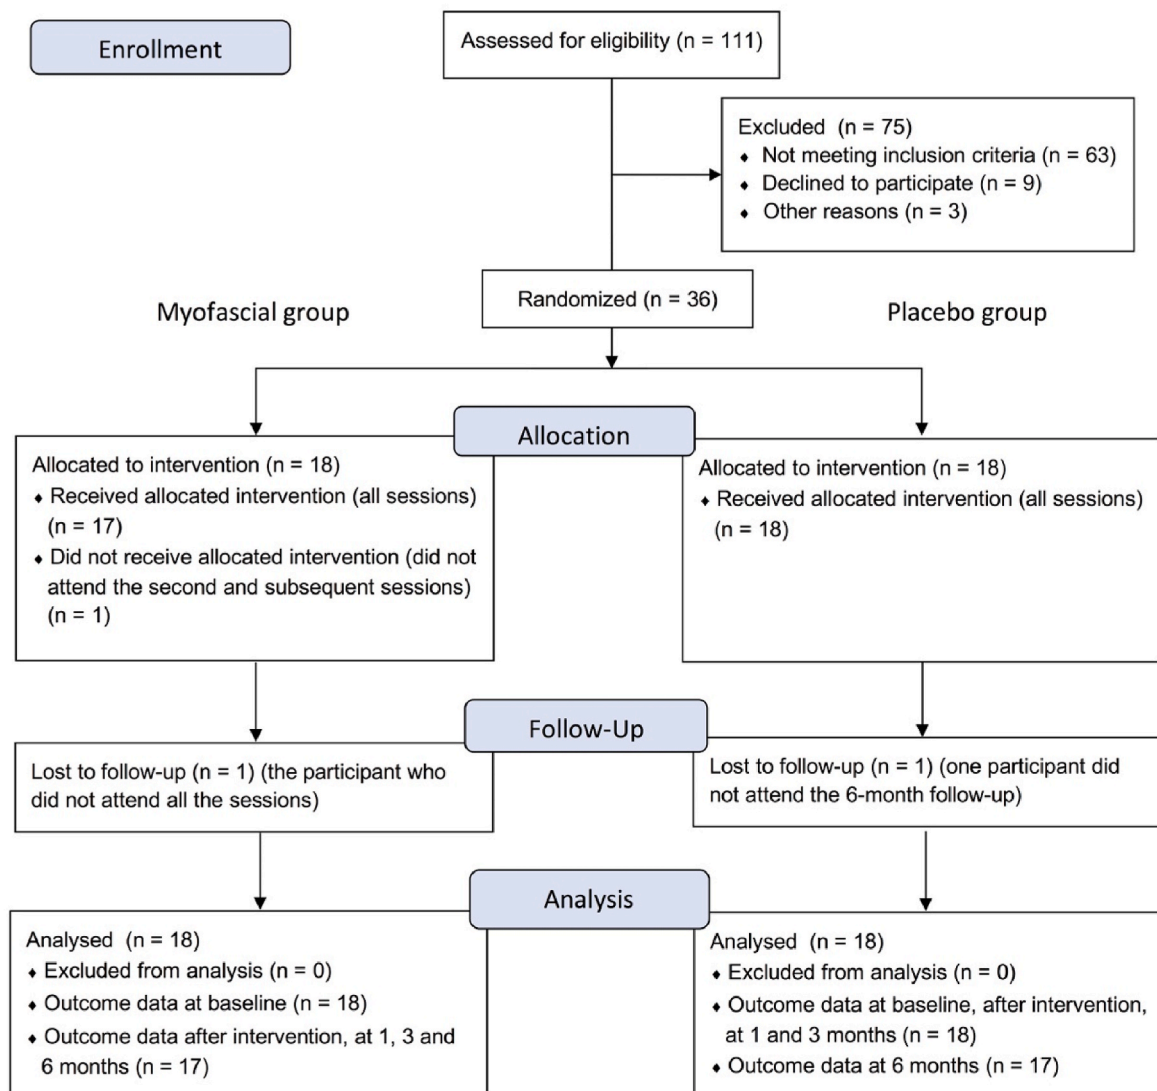 Enrollment
Assessed for eligibility (n = 111)
Excluded (n = 75)
♦ Not meeting inclusion criteria (n = 63)
♦ Declined to participate (n = 9)
♦ Other reasons (n = 3)
Randomized (n = 36)
Myofascial group
Placebo group
Allocation
Allocated to intervention (n = 18)
♦ Received allocated intervention (all sessions)
(n = 17)
♦ Did not receive allocated intervention (did not
attend the second and subsequent sessions)
(n = 1)
Allocated to intervention (n = 18)
♦ Received allocated intervention (all sessions)
(n = 18)
Follow-Up
Lost to follow-up (n = 1) (the participant who
did not attend all the sessions)
Lost to follow-up (n = 1) (one participant did
not attend the 6-month follow-up)
Analysis
Analysed (n = 18)
♦ Excluded from analysis (n = 0)
♦ Outcome data at baseline (n = 18)
♦ Outcome data after intervention, at 1, 3 and
6 months (n = 17)
Analysed (n = 18)
♦ Excluded from analysis (n = 0)
♦ Outcome data at baseline, after intervention,
at 1 and 3 months (n = 18)
♦ Outcome data at 6 months (n = 17)